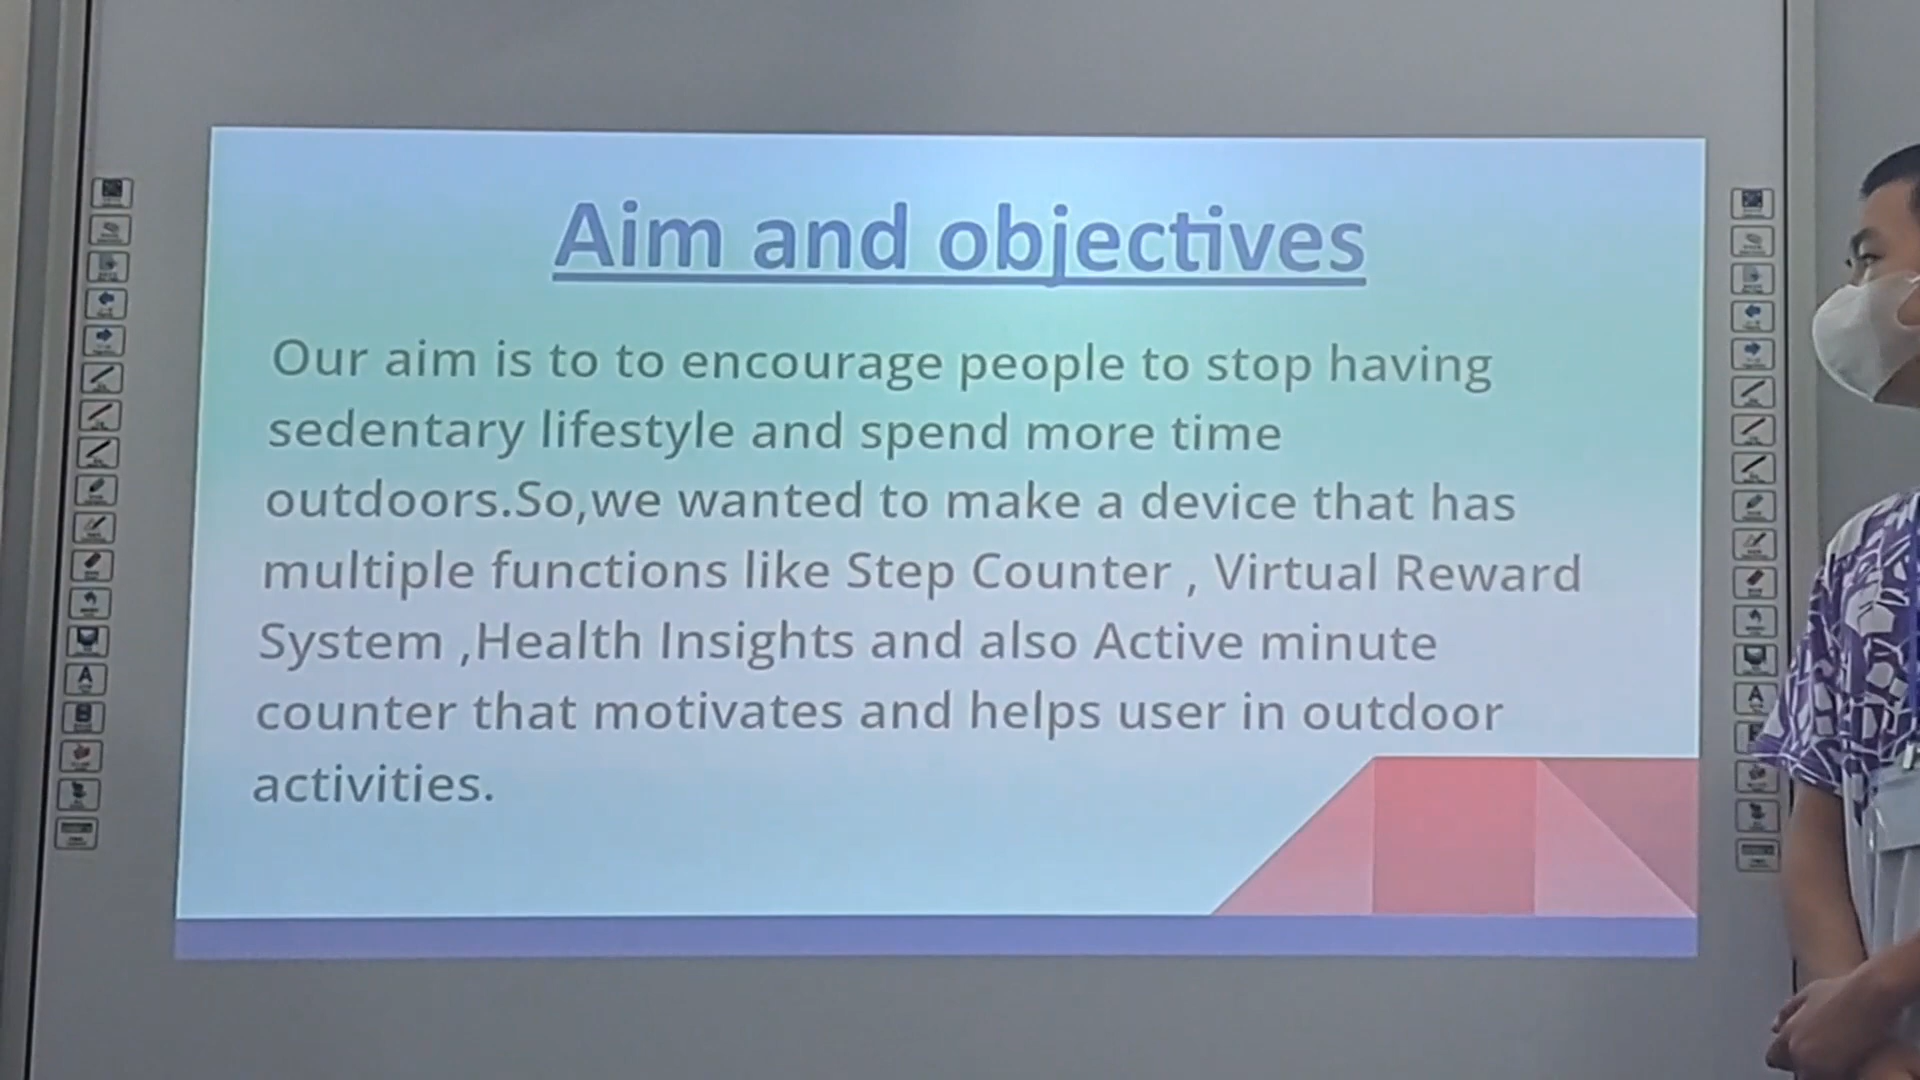 Aim and objectives
Our aim is to to encourage people to stop having
sedentary lifestyle and spend more time
outdoors.So,we wanted to make a device that has
multiple functions like Step Counter , Virtual Reward
System ,Health Insights and also Active minute
counter that motivates and helps user in outdoor
activities.
A
A